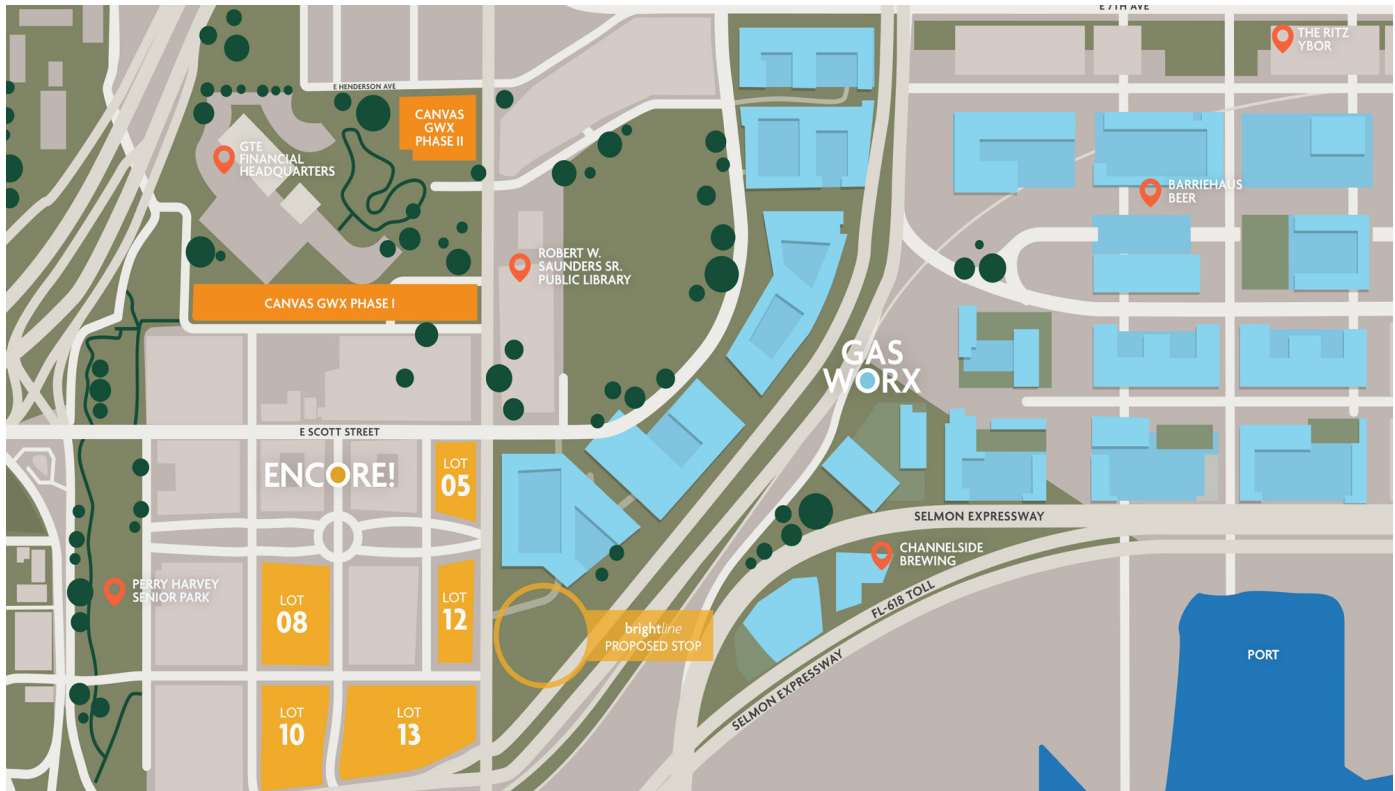 E 7TH AVE
THE RITZ
YBOR
E HENDERSON AVE
CANVAS
GWX
PHASE II
GTE
FINANCIAL
HEADQUARTERS
BARRIEHAUS
BEER
ROBERT W.
SAUNDERS SR.
PUBLIC LIBRARY
CANVAS GWX PHASE I
GAS
WORX
E SCOTT STREET
ENCORE!
LOT
05
SELMON EXPRESSWAY
CHANNELSIDE
BREWING
PERRY HARVEY
SENIOR PARK
LOT
08
LOT
12
FL-618 TOLL
brightline
PROPOSED STOP
SELMON EXPRESSWAY
PORT
LOT
10
LOT
13